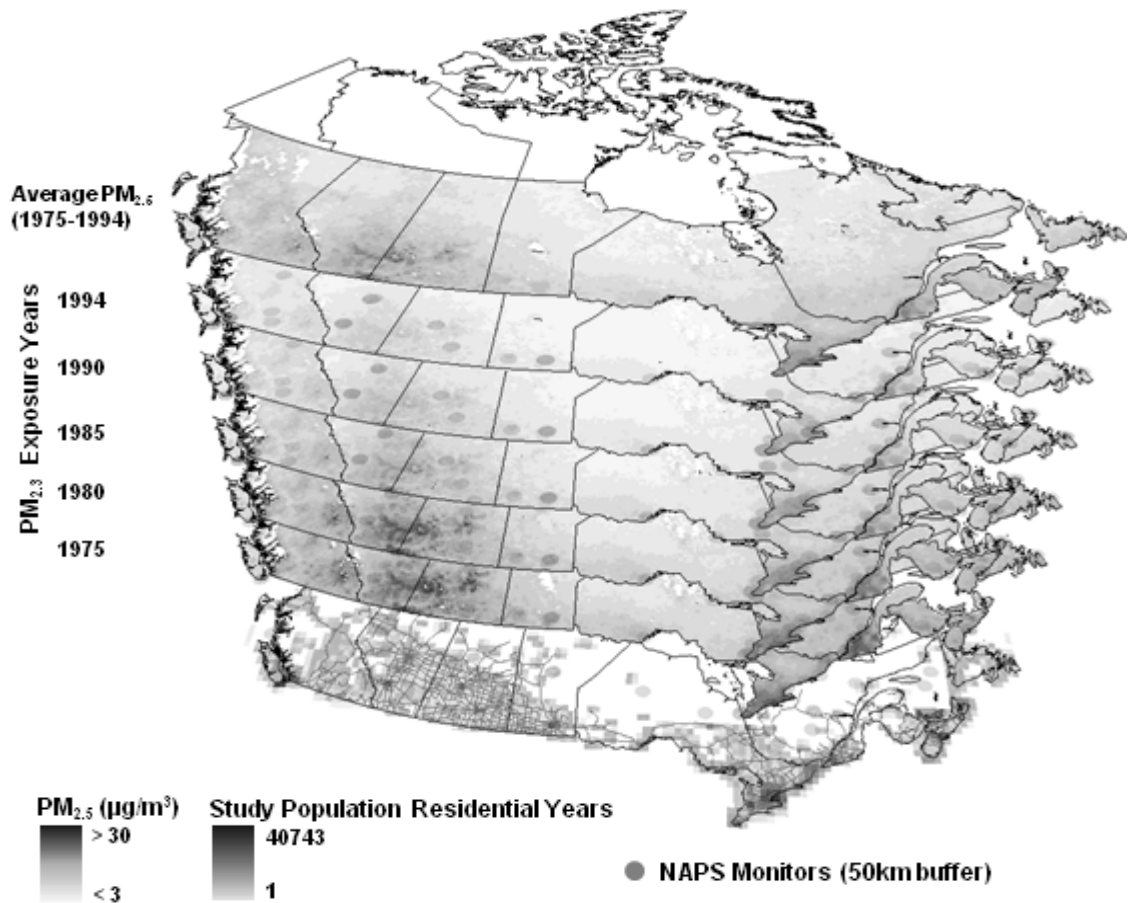 Average PM2.5
(1975-1994)
1994
1990
1985
1980
1975
PM2.3 Exposure Years
PM2.5 (µg/m³)
> 30
< 3
Study Population Residential Years
40743
1
NAPS Monitors (50km buffer)